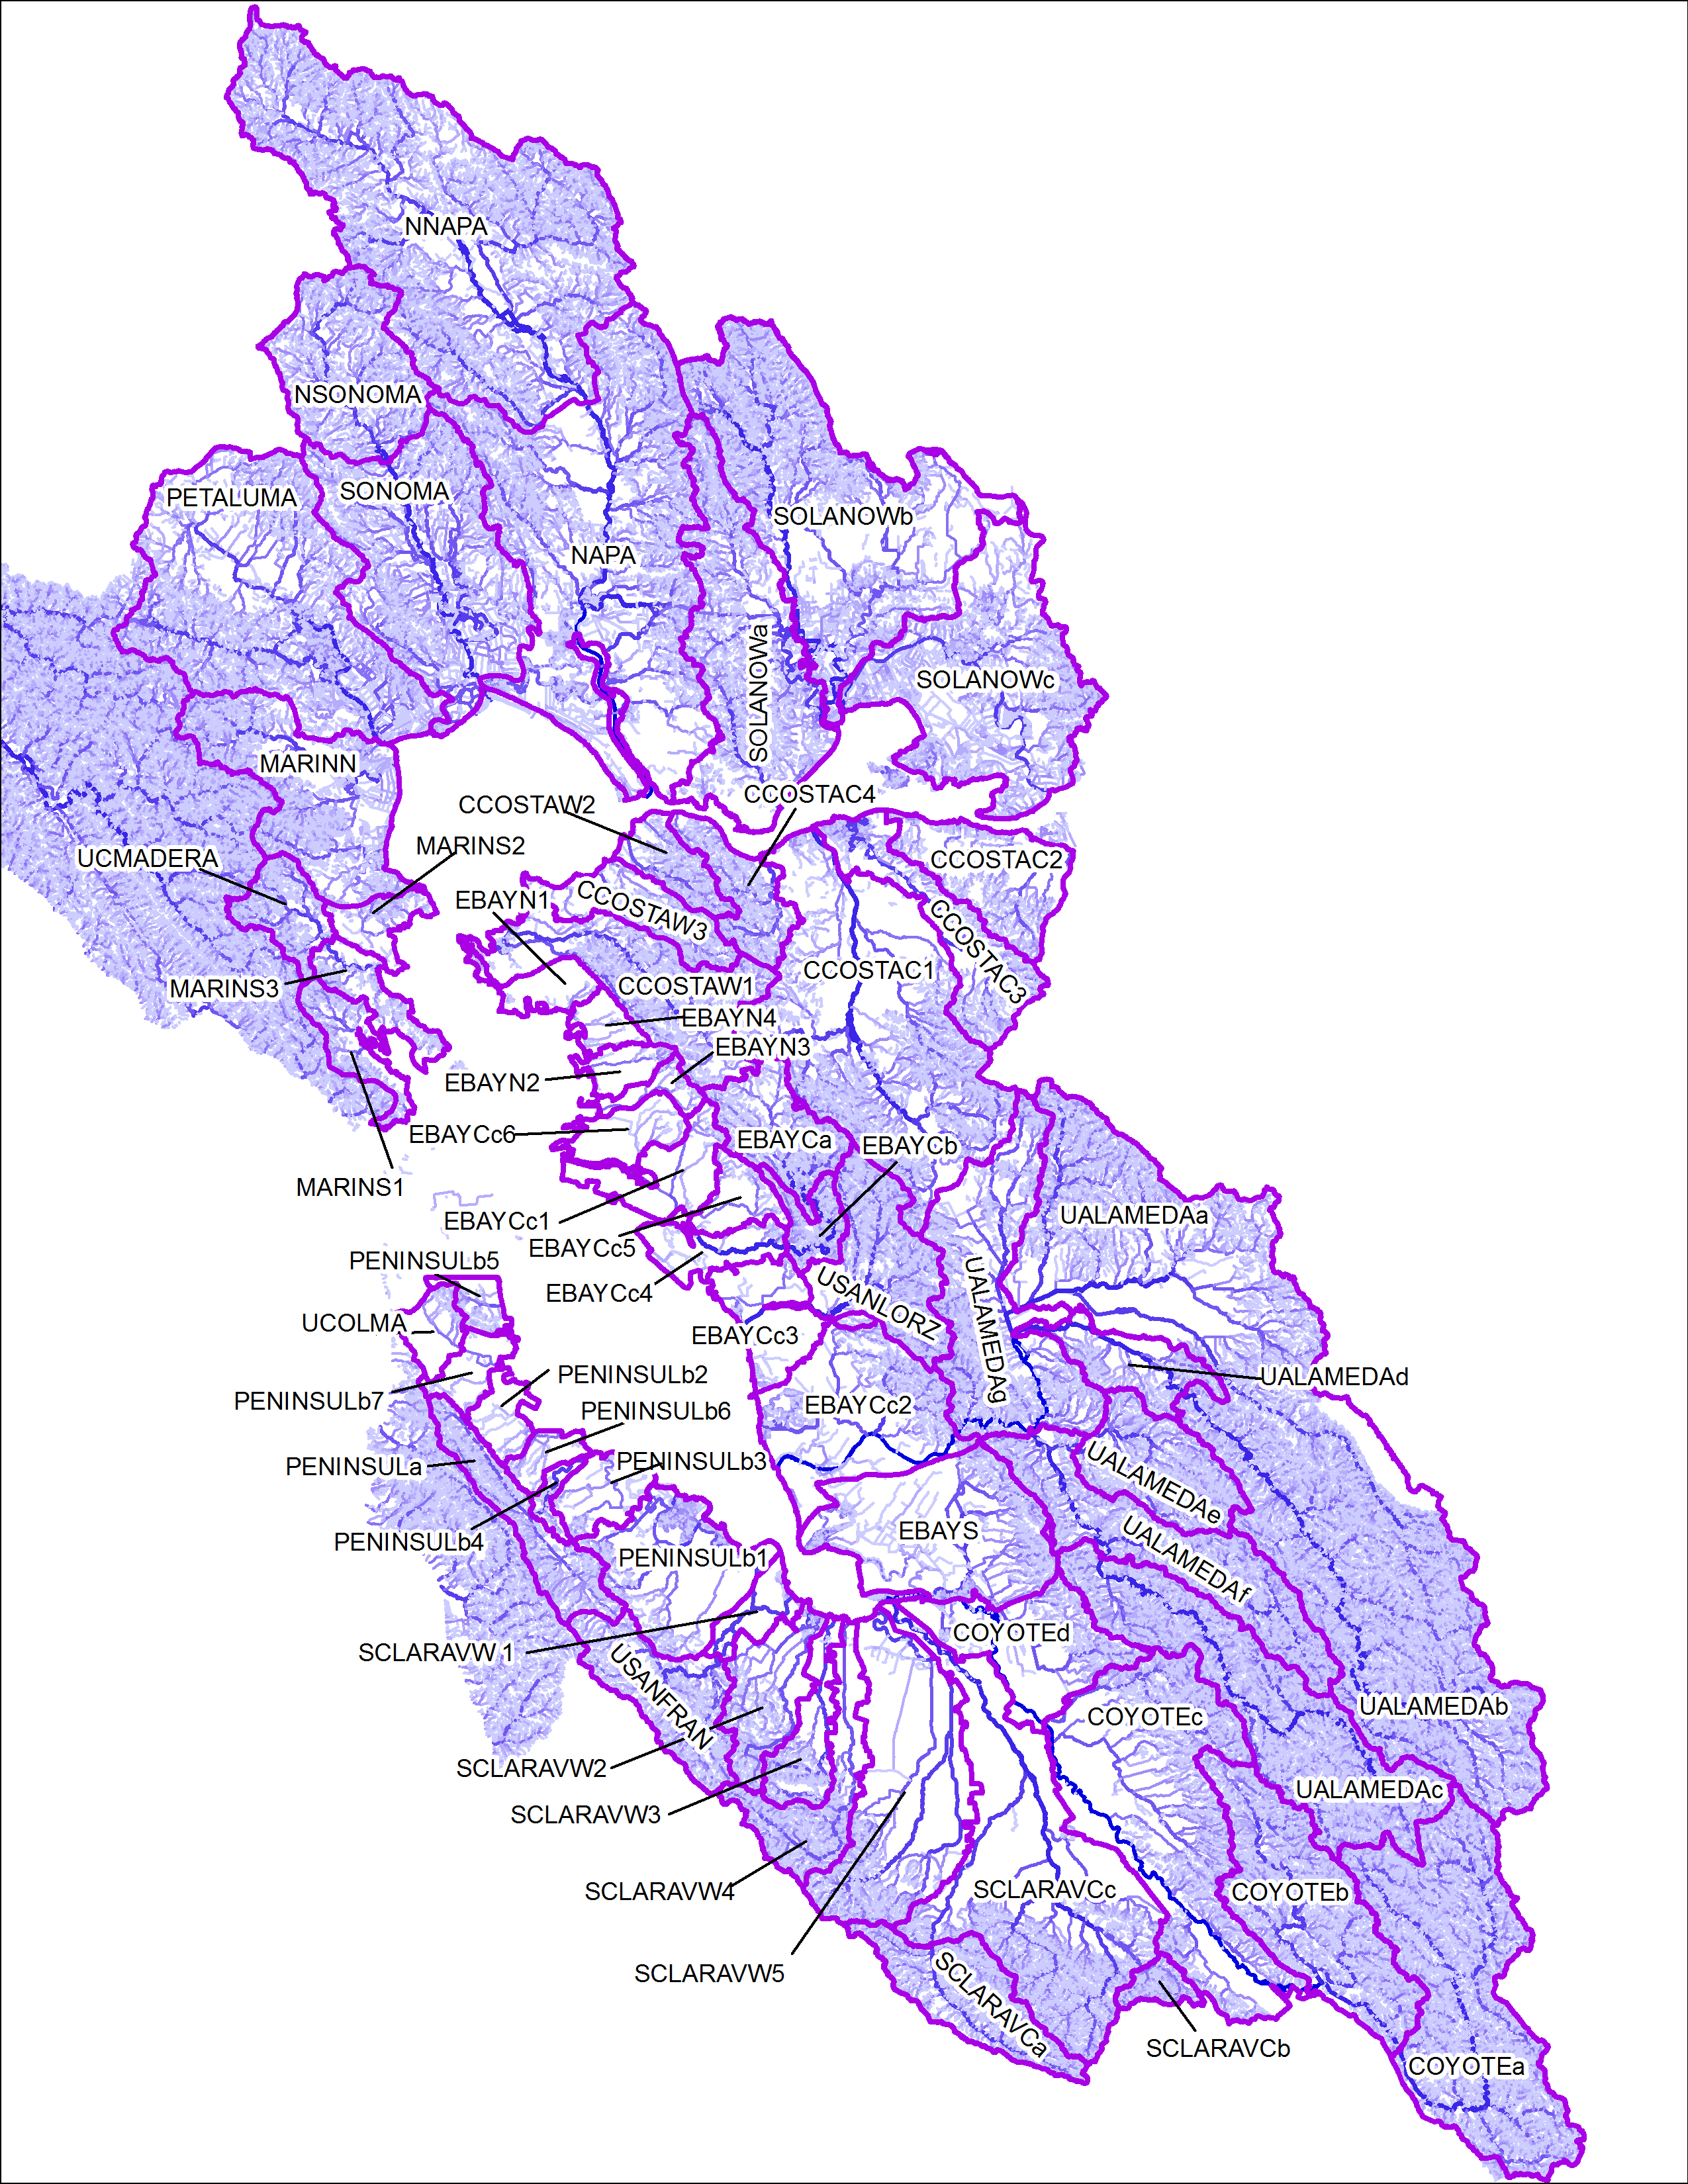 NNAPA
NSONOMA
PETALUMA
SONOMA
SOLANOWb
NAPA
SOLANOWa
SOLANOWc
MARINN
CCOSTAC4
CCOSTAW2
MARINS2
UCMADERA
CCOSTAC2
EBAYN1
CCOSTAW3
CCOSTAC3
CCOSTAC1
MARINS3
CCOSTAW1
EBAYN4
EBAYN3
EBAYN2
EBAYCc6
EBAYCa
EBAYCb
MARINS1
EBAYCc1
UALAMEDAa
EBAYCc5
PENINSULb5
EBAYCc4
USANLORZ
UALAMEDAg
UCOLMA
EBAYCc3
PENINSULb2
UALAMEDAd
PENINSULb7
EBAYCc2
PENINSULb6
PENINSULb3
PENINSULa
UALAMEDAe
EBAYS
PENINSULb4
PENINSULb1
UALAMEDAf
COYOTEd
SCLARAVW 1
USANFRAN
UALAMEDAb
COYOTEc
SCLARAVW2
UALAMEDAc
SCLARAVW3
SCLARAVW4
SCLARAVCc
COYOTEb
SCLARAVW5
SCLARAVCa
SCLARAVCb
COYOTEa